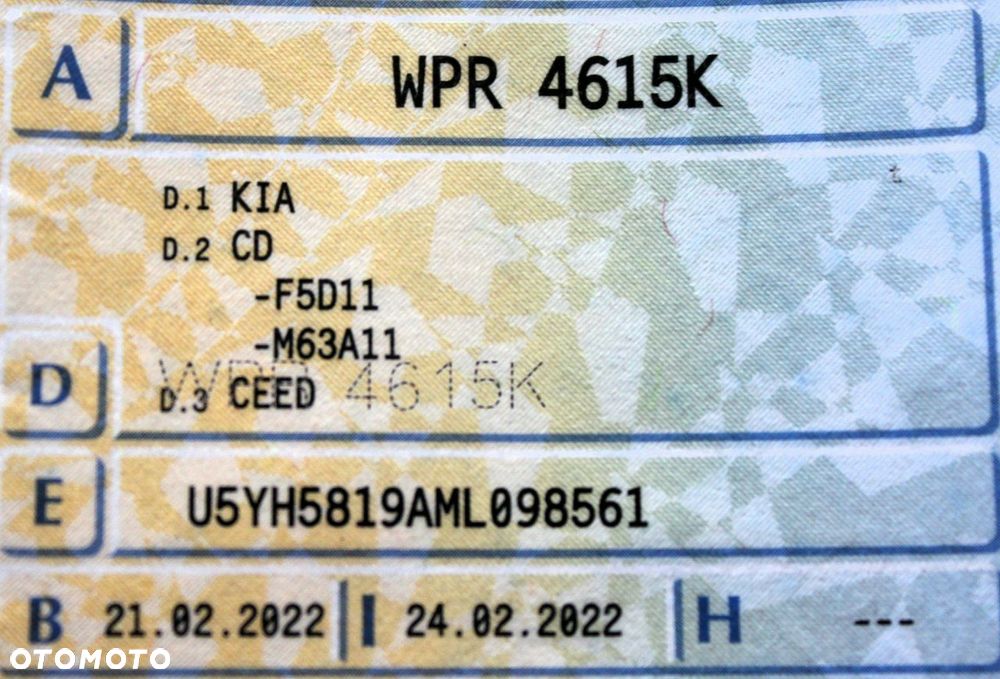 A WPR 4615K
t
D.1 KIA
D.2 CD
-F5D11
-M63A11
WPR 4615K
D D.3 CEED
E U5YH5819AML098561
B 21.02.2022 I 24.02.2022 H ---
OTOMOTO